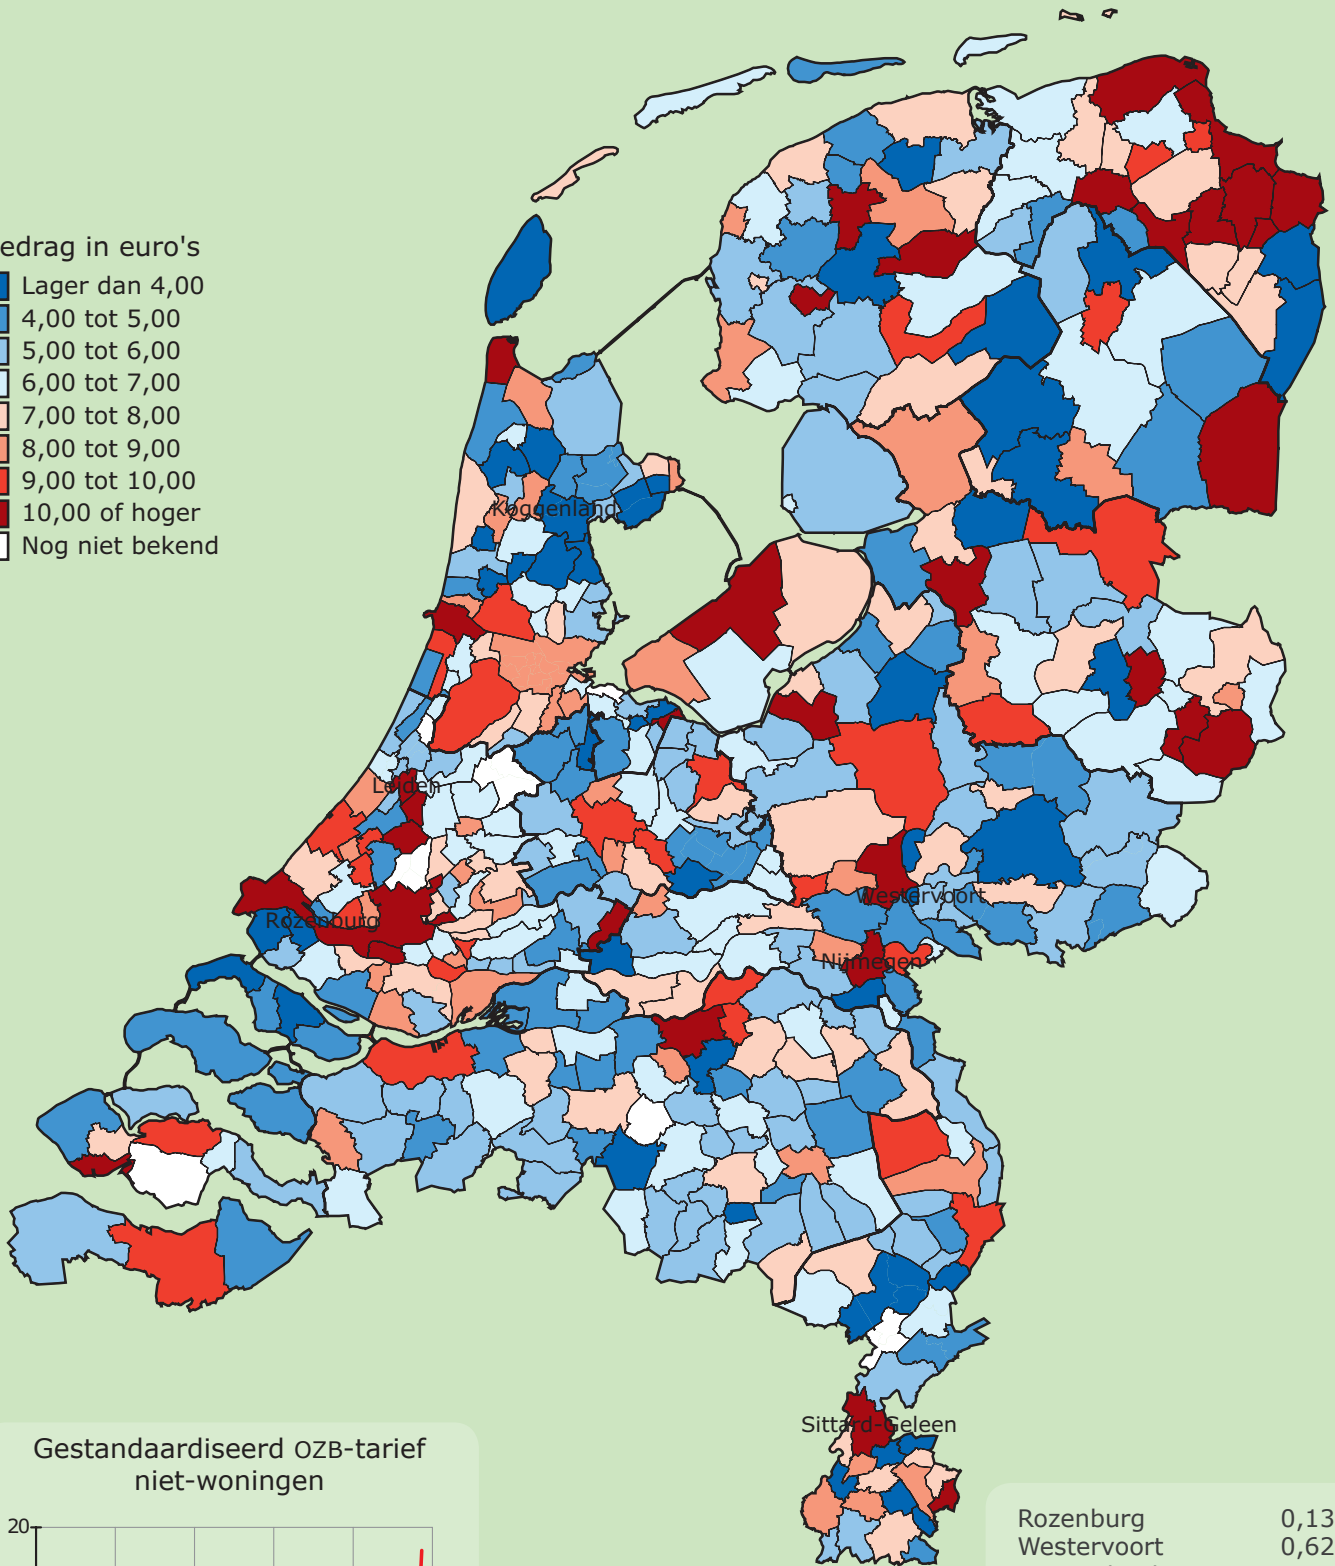 edrag in euro's
Lager dan 4,00
4,00 tot 5,00
5,00 tot 6,00
6,00 tot 7,00
7,00 tot 8,00
8,00 tot 9,00
9,00 tot 10,00
10,00 of hoger
Nog niet bekend
Koggenland
Leiden
Westervoort
Rozenburg
Nijmegen
Sittard-Geleen
Gestandaardiseerd OZB-tarief
niet-woningen
20
Rozenburg 0,13
Westervoort 0,62